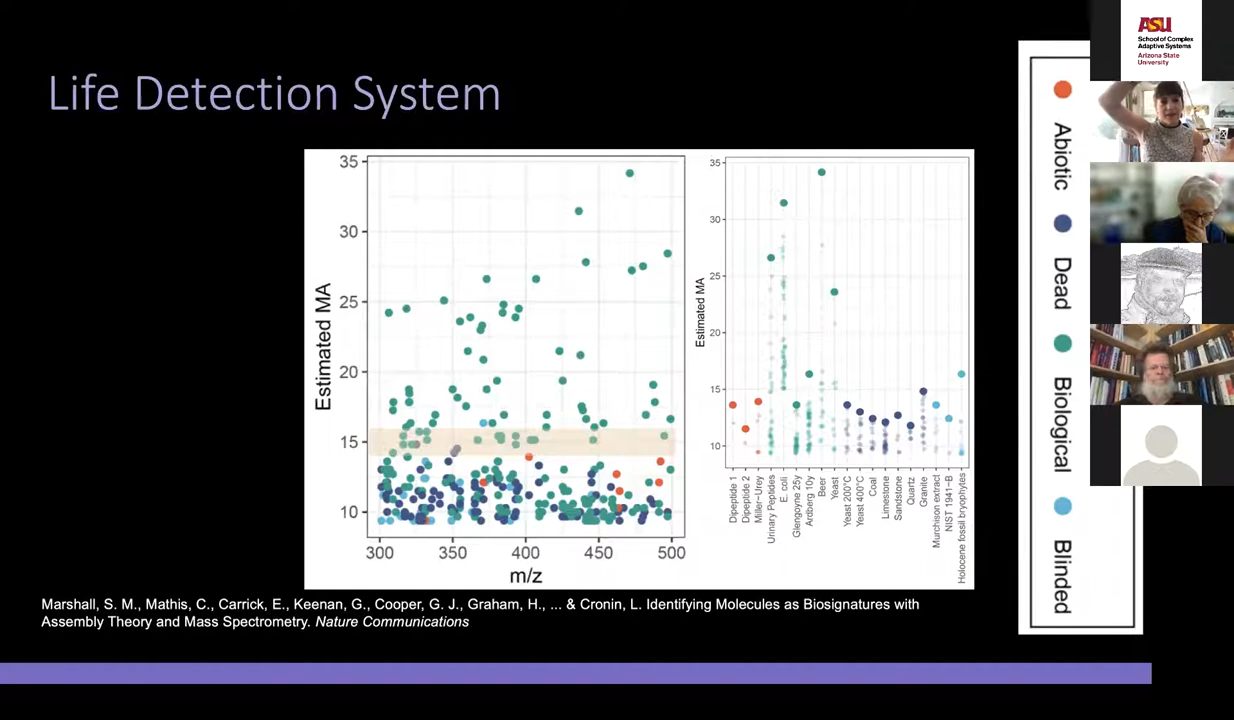 Life Detection System
35
30
25
20
15
10
Estimated MA
300
350
400
450
500
m/z
35
30
25
20
15
10
Estimated MA
Dipeptide 1
Dipeptide 2
Miller-Urey
Urinary Peptides
E. coli
Glengoyne 25y
Ardberg 10y
Beer
Yeast
Yeast 200°C
Yeast 400°C
Coal
Limestone
Sandstone
Quartz
Granite
Murchison extract
NIST 1941-B
Holocene fossil bryophytes
Abiotic
Dead
Biological
Blinded
ASU
School of Complex
Adaptive Systems
Arizona State
University
Marshall, S. M., Mathis, C., Carrick, E., Keenan, G., Cooper, G. J., Graham, H., ... & Cronin, L. Identifying Molecules as Biosignatures with
Assembly Theory and Mass Spectrometry. Nature Communications